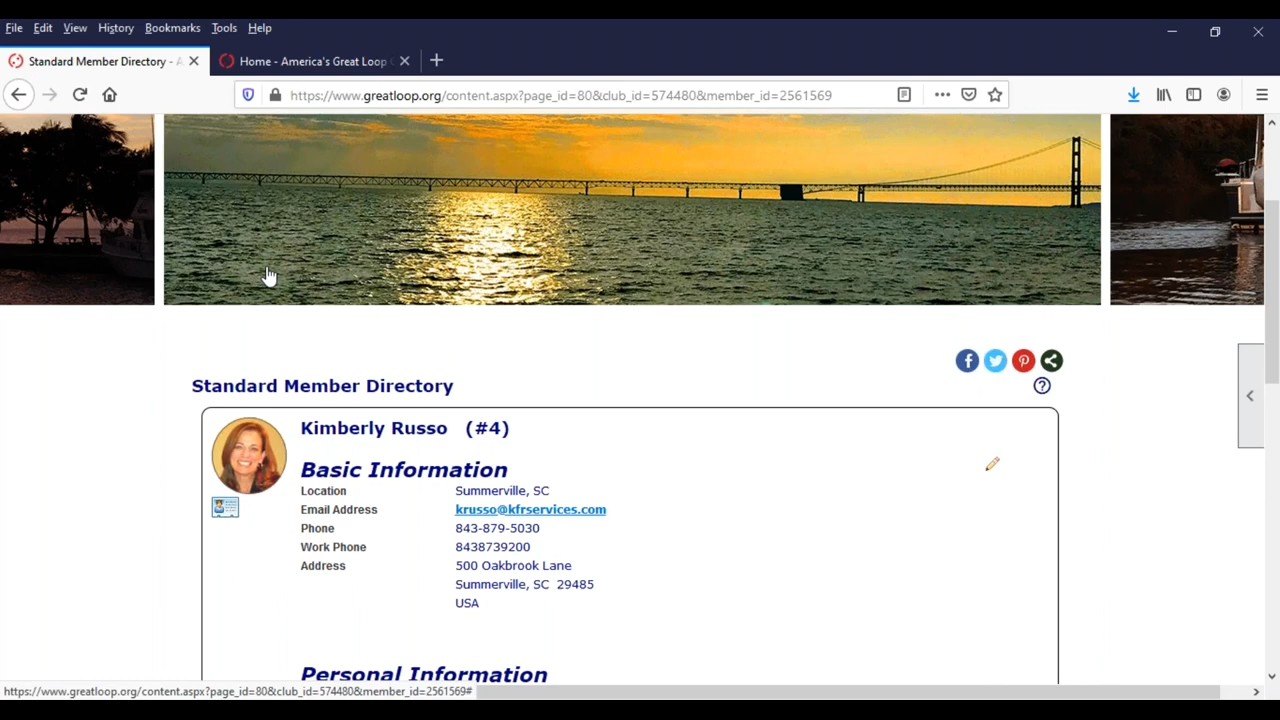 File Edit View History Bookmarks Tools Help
Standard Member Directory - A
Home - America's Great Loop
https://www.greatloop.org/content.aspx?page_id=80&club_id=574480&member_id=2561569
Standard Member Directory
Kimberly Russo (#4)
Basic Information
Location Summerville, SC
Email Address krusso@kfrservices.com
Phone 843-879-5030
Work Phone 8438739200
Address 500 Oakbrook Lane
Summerville, SC 29485
USA
Personal Information
https://www.greatloop.org/content.aspx?page_id=80&club_id=574480&member_id=2561569#